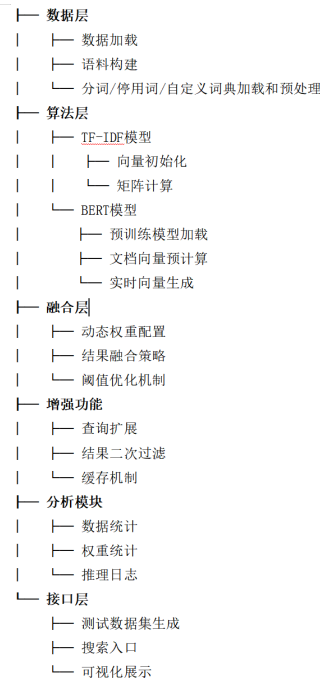 ├── 数据层
│   ├── 数据加载
│   ├── 语料构建
│   └── 分词/停用词/自定义词典加载和预处理
├── 算法层
│   ├── TF-IDF模型
│   │   ├── 向量初始化
│   │   └── 矩阵计算
│   └── BERT模型
│       ├── 预训练模型加载
│       ├── 文档向量预计算
│       └── 实时向量生成
├── 融合层
│   ├── 动态权重配置
│   ├── 结果融合策略
│   └── 阈值优化机制
├── 增强功能
│   ├── 查询扩展
│   ├── 结果二次过滤
│   └── 缓存机制
├── 分析模块
│   ├── 数据统计
│   ├── 权重统计
│   └── 推理日志
└── 接口层
    ├── 测试数据集生成
    ├── 搜索入口
    └── 可视化展示